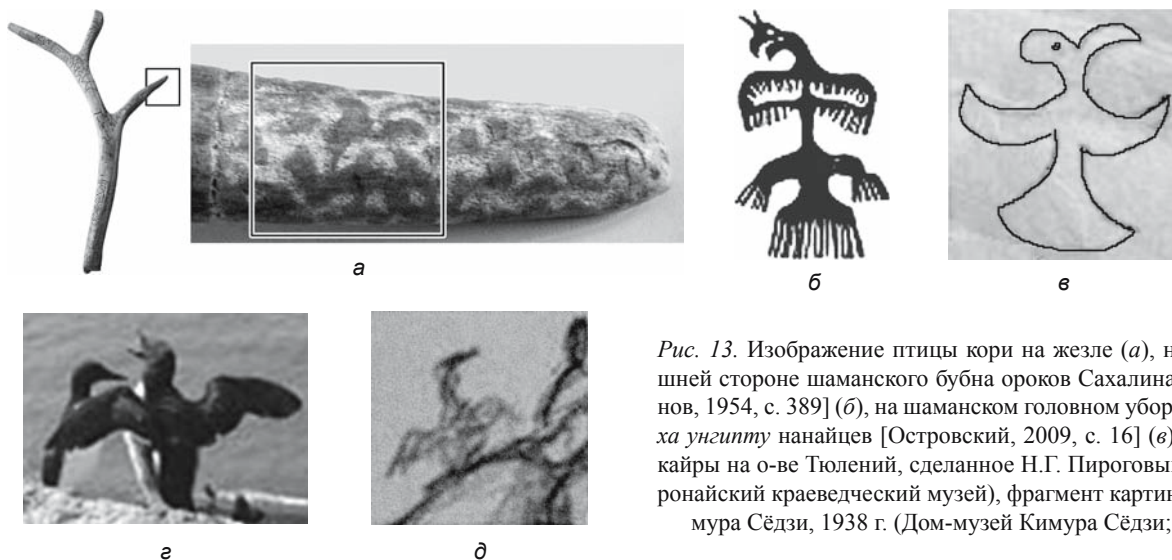 а
б
в
г
д
Рис. 13. Изображение птицы кори на жезле (а), н
шней стороне шаманского бубна ороков Сахалина
нов, 1954, с. 389] (б), на шаманском головном убор
ха унгипту нанайцев [Островский, 2009, с. 16] (в)
кайры на о-ве Тюлений, сделанное Н.Г. Пироговы
ронайский краеведческий музей), фрагмент картин
мура Сёдзи, 1938 г. (Дом-музей Кимура Сёдзи;